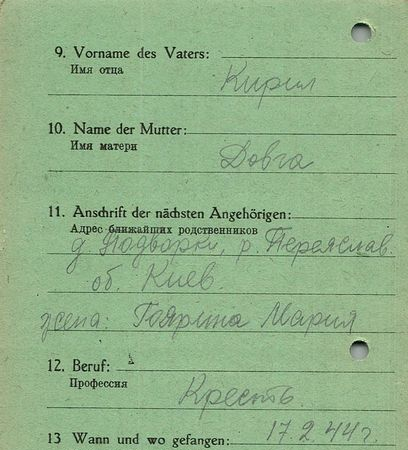 9. Vorname des Vaters:
Имя отца
Кирил
10. Name der Mutter:
Имя матери
Довга
11. Anschrift der nächsten Angehörigen:
Адрес ближайших родственников
д. Подворки, р. Переяслав.
об. Киев.
жена: Мария
12. Beruf:
Профессия
Кресть.
13 Wann und wo gefangen: 17.2.44г.